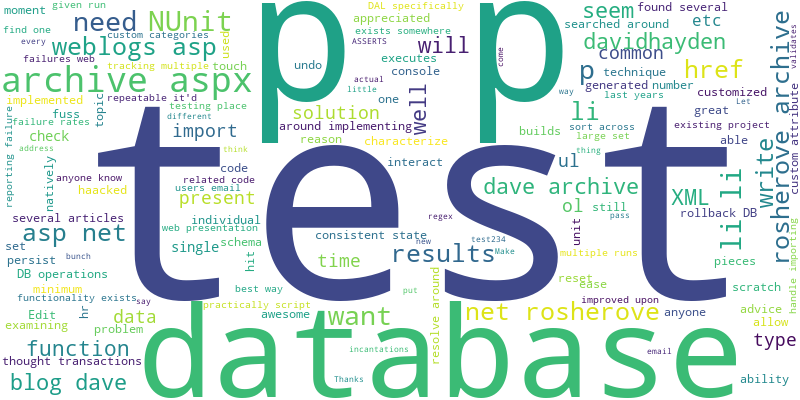 moment
given run
DAL specifically
seem
found several
find one
need
NUnit
custom categories
appreciated
searched around
etc
every
weblogs asp
used
exists somewhere
ASSERTS
will
davidhayden
failures web
tracking multiple
touch
executes
come
common
actual
archive aspx
undo
console
p
technique
href
little
implemented
repeatable it'd
testing place
one
generated
number
customized
topic
different
solution
well
li
last years
validates
fuss
failure rates
import
around implementing
builds
sort across
great
existing project
Let
check
address
reason
characterize
large set
able
way
think
code
interact
ul
thing
write
anyone know
haacked
related code
users email
natively
present
dave archive
XML
custom attribute
rosherove archive
reporting failure
several articles
individual
web presentation
regex
ol
still
pass
rollback DB
li li
asp net
single
schema
consistent state
new
test234
Make
unit
set
persist
bunch
hit
time
results
multiple runs
pieces
DB operations
best way
reset
ease
scratch
minimum
functionality exists
say
practically script
put
improved upon
handle importing
Edit
hr
data
awesome
want
net rosherove
anyone
advice
examining
problem
allow
function
resolve around
type
thought transactions
incantations
email
blog dave
Thanks
ability
p p
test
database